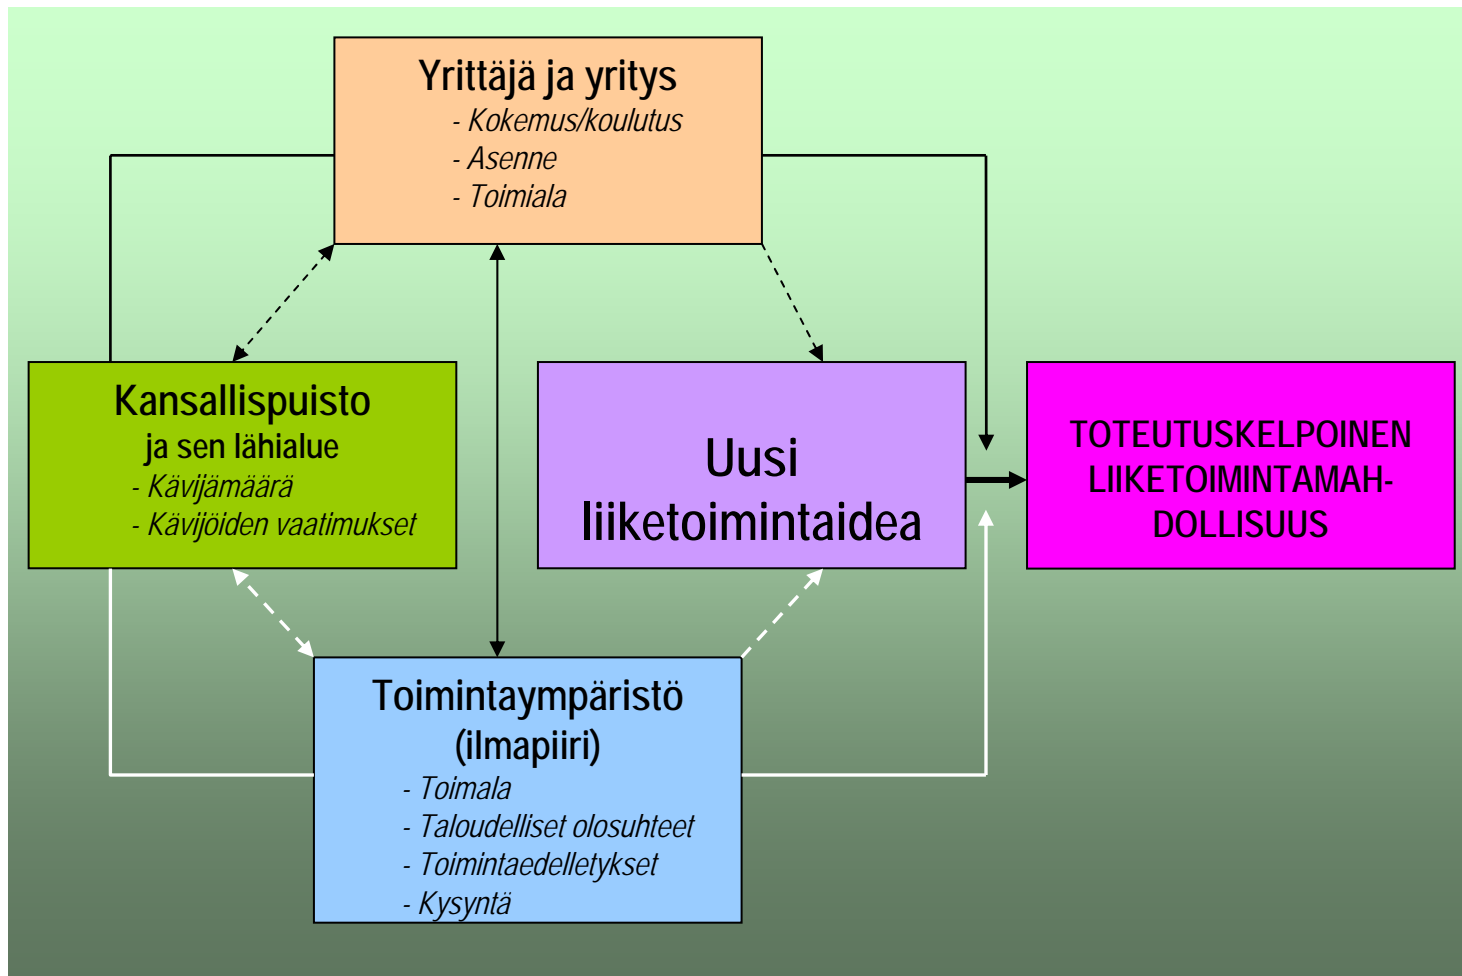 Yrittäjä ja yritys
- Kokemus/koulutus
- Asenne
- Toimiala
Kansallispuisto
ja sen lähialue
- Kävijämäärä
- Kävijöiden vaatimukset
Uusi
liiketoimintaidea
TOTEUTUSKELPOINEN
LIIKETOIMINTAMAH-
DOLLISUUS
Toimintaympäristö
(ilmapiiri)
- Toimala
- Taloudelliset olosuhteet
- Toimintaedelletykset
- Kysyntä